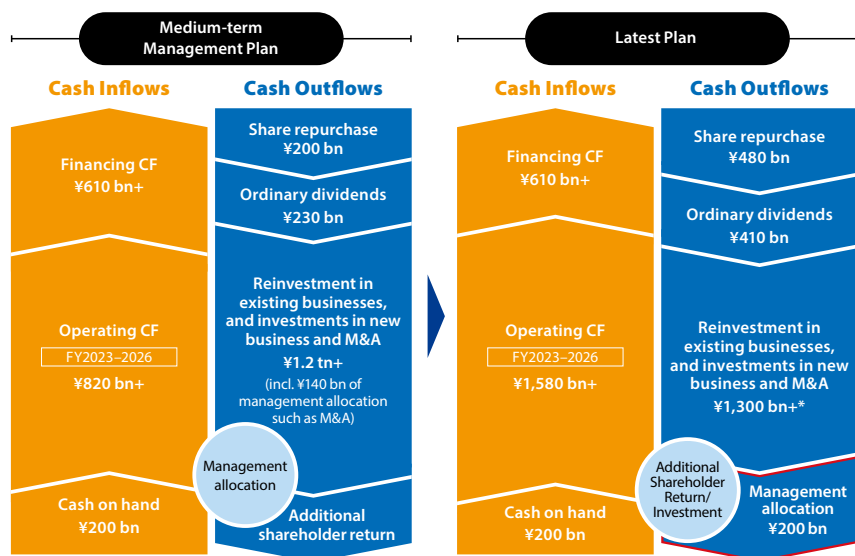 Medium-term
Management Plan
Cash Inflows
Cash Outflows
Financing CF
¥610 bn+
Operating CF
FY2023–2026
¥820 bn+
Cash on hand
¥200 bn
Share repurchase
¥200 bn
Ordinary dividends
¥230 bn
Reinvestment in
existing businesses,
and investments in new
business and M&A
¥1.2 tn+
(incl. ¥140 bn of
management allocation
such as M&A)
Management
allocation
Additional
shareholder return
Latest Plan
Cash Inflows
Cash Outflows
Financing CF
¥610 bn+
Operating CF
FY2023–2026
¥1,580 bn+
Cash on hand
¥200 bn
Share repurchase
¥480 bn
Ordinary dividends
¥410 bn
Reinvestment in
existing businesses,
and investments in new
business and M&A
¥1,300 bn+*
Additional
Shareholder
Return/
Investment
Management
allocation
¥200 bn